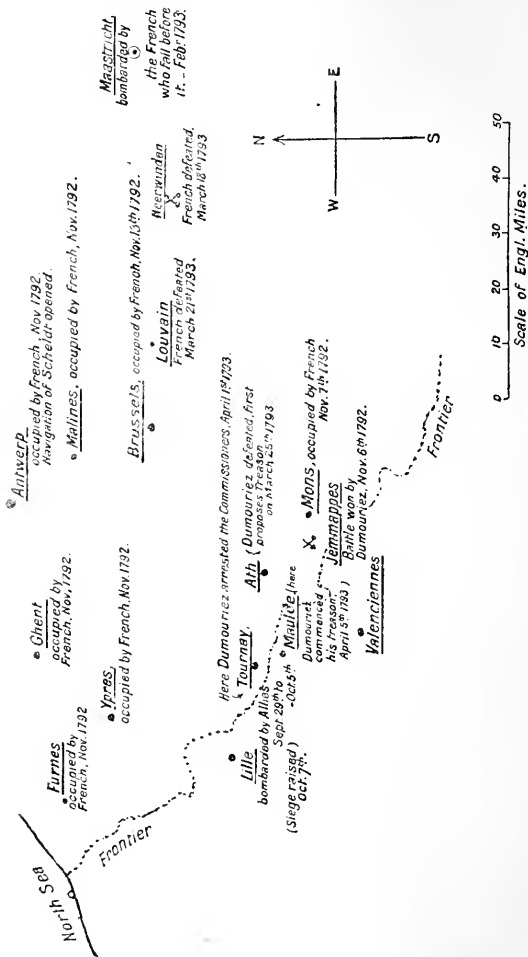 North Sea
Frontier
Furnes
occupied by
French, Nov. 1792
Ghent
occupied by
French, Nov. 1792.
Ypres,
occupied by French, Nov. 1792.
Antwerp
occupied by French, Nov 1792.
Navigation of Scheldt opened.
Malines, occupied by French, Nov. 1792.
Brussels, occupied by French, Nov. 13th 1792.
Louvain
French defeated
March 21st 1793.
Neerwinden
French defeated.
March 18th 1793
Maastricht,
bombarded by
the French
who fail before
it. - Febr 1793.
Lille
bombarded by Allies
Sept 29th to
-Oct 5th
(Siege raised)
Oct. 7th.
Here Dumouriez arrested the Commissioners, April 1st 1793.
Tournay.
Ath (Dumouriez defeated, first
proposes Treason
on March 25th 1793
Maulde (here
Dumouriez
commenced
his treason-
April 5th 1793)
Mons, occupied by French
Nov. 7th 1792.
Jemmappes
Battle won by
Dumouriez, Nov. 6th 1792.
Valenciennes
Frontier
N
W
E
S
0 10 20 30 40 50
Scale of Engl. Miles.